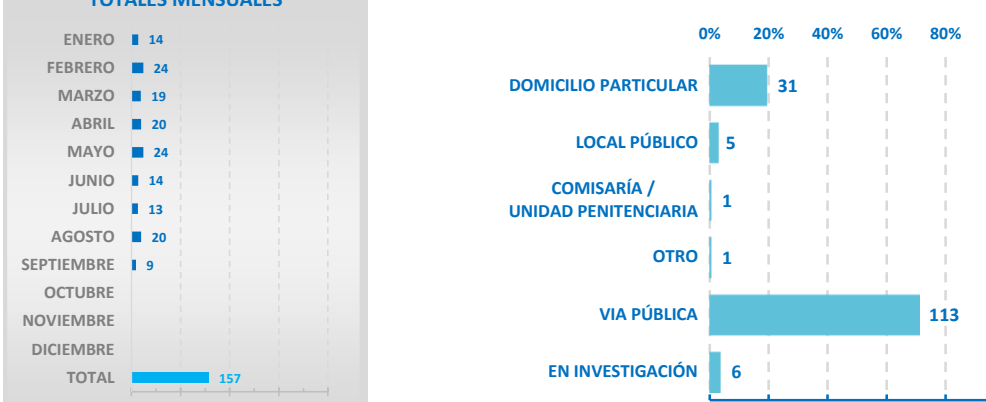 TOTALES MENSUALES
ENERO 14
FEBRERO 24
MARZO 19
ABRIL 20
MAYO 24
JUNIO 14
JULIO 13
AGOSTO 20
SEPTIEMBRE 9
OCTUBRE
NOVIEMBRE
DICIEMBRE
TOTAL 157
0% 20% 40% 60% 80%
DOMICILIO PARTICULAR 31
LOCAL PÚBLICO 5
COMISARÍA /
UNIDAD PENITENCIARIA 1
OTRO 1
VIA PÚBLICA 113
EN INVESTIGACIÓN 6